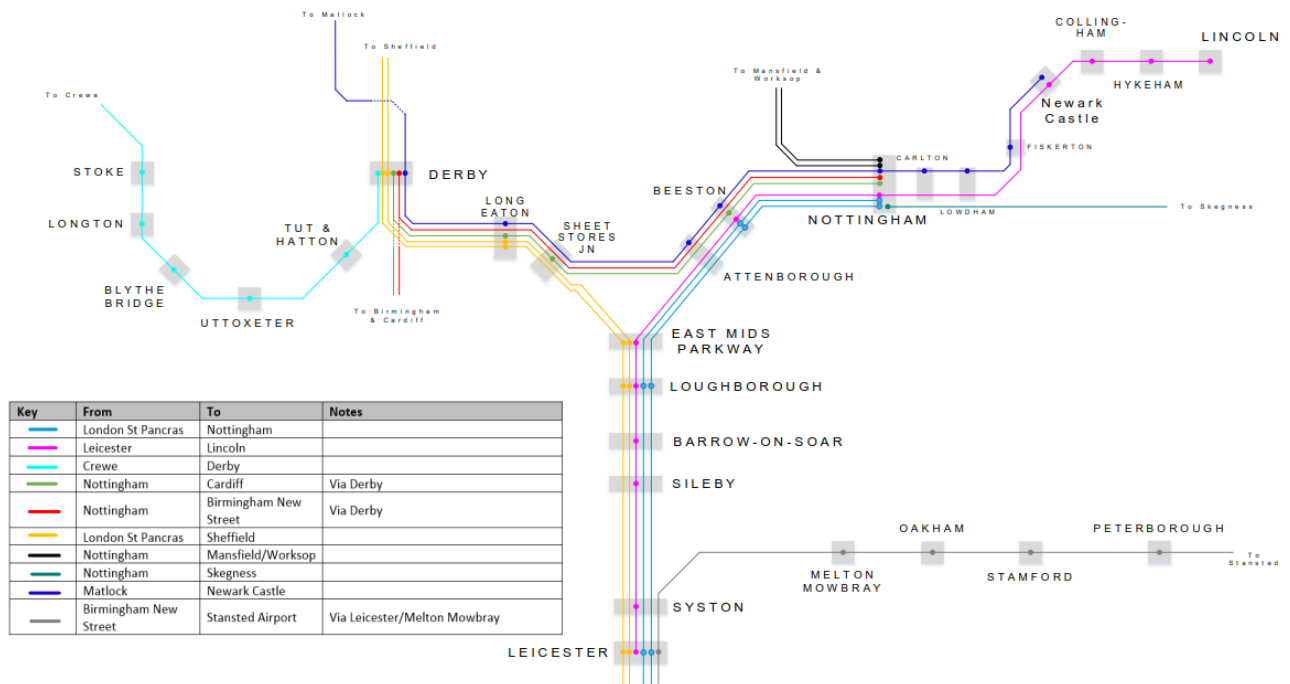 To Matlock
To Sheffield
COLLING-
HAM
LINCOLN
HYKEHAM
To Mansfield &
Worksop
To Crewe
Newark
Castle
STOKE
DERBY
CARLTON
FISKERTON
LONG
EATON
BEESTON
LOWDHAM
NOTTINGHAM
To Skegness
LONGTON
TUT &
HATTON
SHEET
STORES
JN
ATTENBOROUGH
BLYTHE
BRIDGE
UTTOXETER
To Birmingham
& Cardiff
EAST MIDS
PARKWAY
LOUGHBOROUGH
BARROW-ON-SOAR
SILEBY
Key From To Notes
London St Pancras Nottingham
Leicester Lincoln
Crewe Derby
Nottingham Cardiff Via Derby
Nottingham Birmingham New Street Via Derby
London St Pancras Sheffield
Nottingham Mansfield/Worksop
Nottingham Skegness
Matlock Newark Castle
Birmingham New Street Stansted Airport Via Leicester/Melton Mowbray
OAKHAM
PETERBOROUGH
To
Stansted
MELTON
MOWBRAY
STAMFORD
SYSTON
LEICESTER